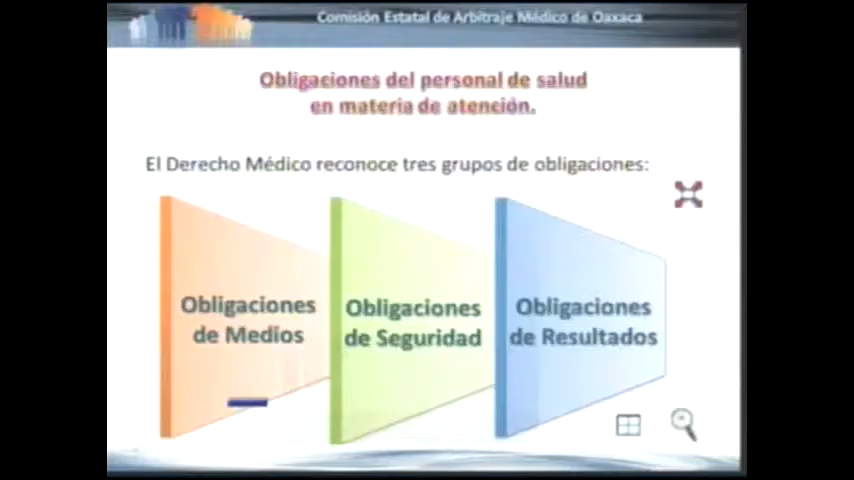 Comisión Estatal de Arbitraje Médico de Oaxaca
Obligaciones del personal de salud
en materia de atención.
El Derecho Médico reconoce tres grupos de obligaciones:
Obligaciones
de Medios
Obligaciones
de Seguridad
Obligaciones
de Resultados